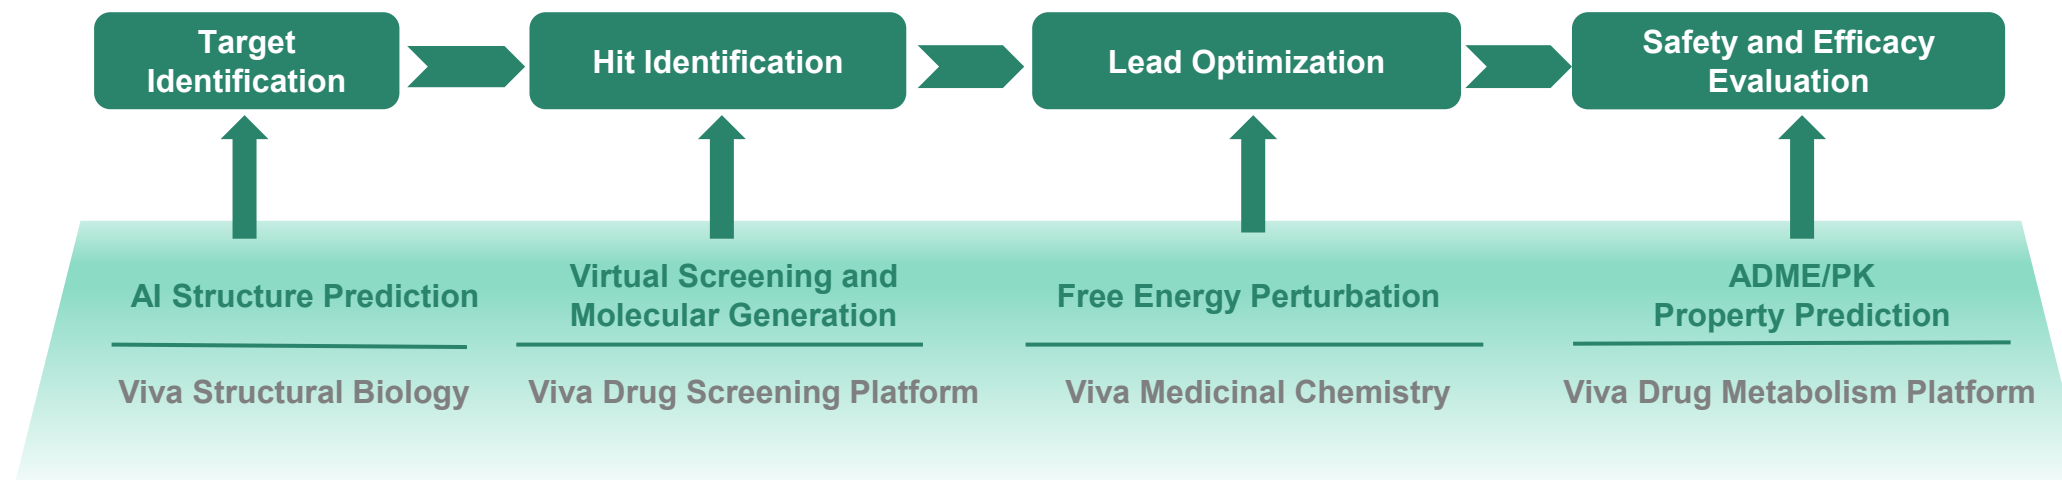 Target
Identification
Hit Identification
Lead Optimization
Safety and Efficacy
Evaluation
AI Structure Prediction
Virtual Screening and
Molecular Generation
Free Energy Perturbation
ADME/PK
Property Prediction
Viva Structural Biology
Viva Drug Screening Platform
Viva Medicinal Chemistry
Viva Drug Metabolism Platform